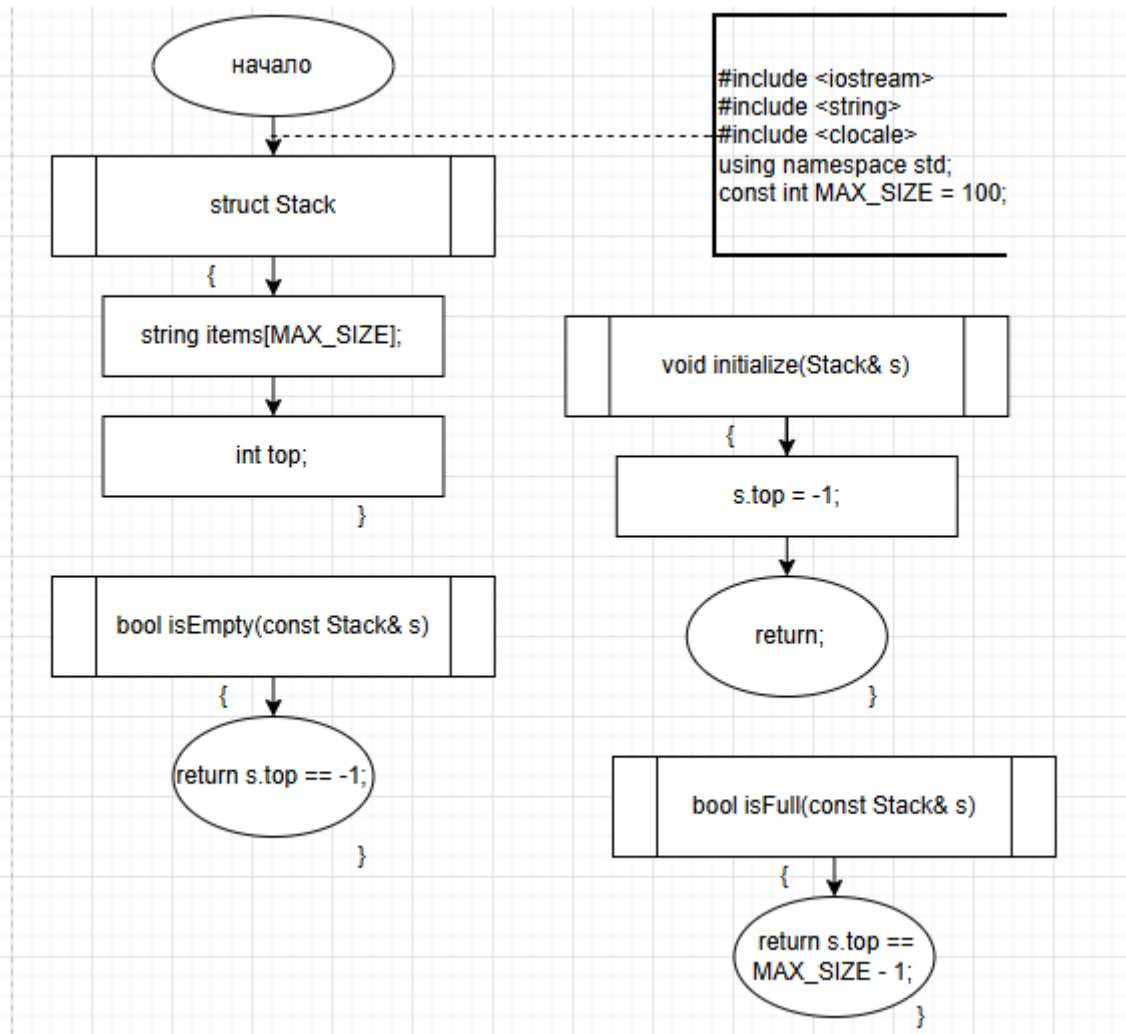 начало
#include <iostream>
#include <string>
#include <clocale>
using namespace std;
const int MAX_SIZE = 100;
struct Stack
{
string items[MAX_SIZE];
int top;
}
void initialize(Stack& s)
{
s.top = -1;
return;
}
bool isEmpty(const Stack& s)
{
return s.top == -1;
}
bool isFull(const Stack& s)
{
return s.top ==
MAX_SIZE - 1;
}